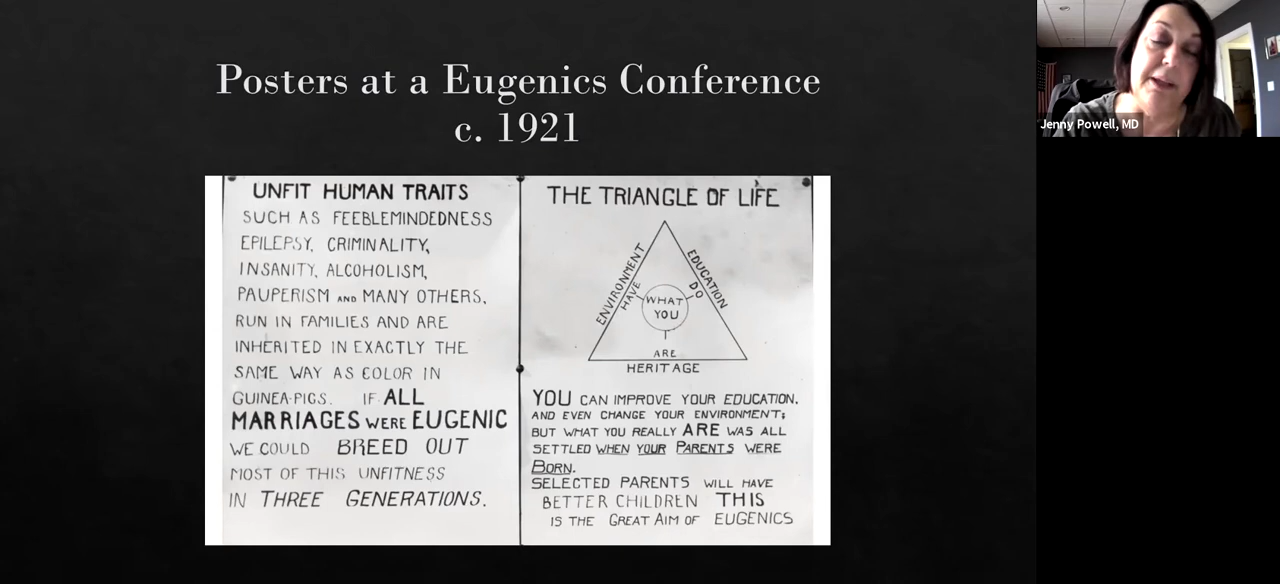 Posters at a Eugenics Conference
c. 1921
UNFIT HUMAN TRAITS
SUCH AS FEEBLEMINDEDNESS
EPILEPSY, CRIMINALITY,
INSANITY, ALCOHOLISM,
PAUPERISM AND MANY OTHERS,
RUN IN FAMILIES AND ARE
INHERITED IN EXACTLY THE
SAME WAY AS COLOR IN
GUINEA-PIGS. IF ALL
MARRIAGES WERE EUGENIC
WE COULD BREED OUT
MOST OF THIS UNFITNESS
IN THREE GENERATIONS.
THE TRIANGLE OF LIFE
ENVIRONMENT
HAVE
EDUCATION
DO
WHAT
YOU
ARE
HERITAGE
YOU CAN IMPROVE YOUR EDUCATION.
AND EVEN CHANGE YOUR ENVIRONMENT;
BUT WHAT YOU REALLY ARE WAS ALL
SETTLED WHEN YOUR PARENTS WERE
BORN.
SELECTED PARENTS WILL HAVE
BETTER CHILDREN THIS
IS THE GREAT AIM OF EUGENICS
Jenny Powell, MD